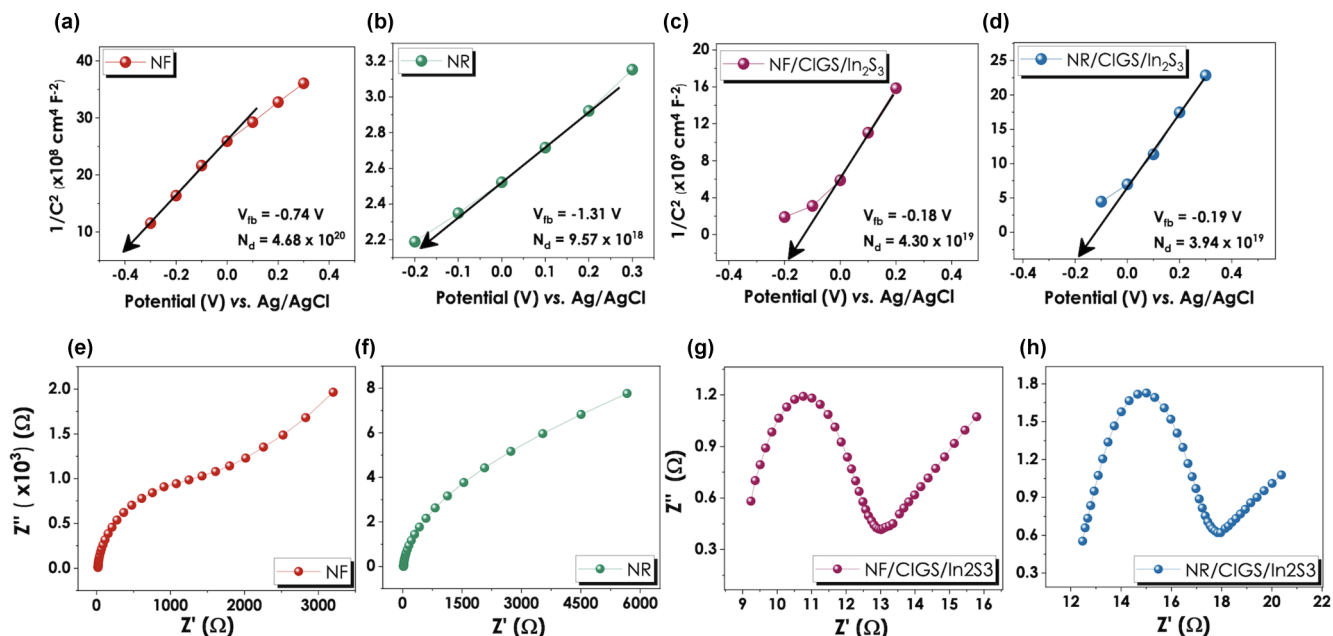 (a)
(b)
(c)
(d)
NF
NR
NF/CIGS/In₂S₃
NR/CIGS/In₂S₃
1/C² (x10⁸ cm⁴ F⁻²)
40
30
20
10
V_fb = -0.74 V
N_d = 4.68 x 10²⁰
-0.4 -0.2 0.0 0.2 0.4
Potential (V) vs. Ag/AgCl
3.2
3.0
2.8
2.6
2.4
2.2
V_fb = -1.31 V
N_d = 9.57 x 10¹⁸
-0.2 -0.1 0.0 0.1 0.2 0.3
Potential (V) vs. Ag/AgCl
1/C² (x10⁹ cm⁴ F⁻²)
16
12
8
4
0
V_fb = -0.18 V
N_d = 4.30 x 10¹⁹
-0.4 -0.2 0.0 0.2 0.4
Potential (V) vs. Ag/AgCl
25
20
15
10
5
0
V_fb = -0.19 V
N_d = 3.94 x 10¹⁹
-0.4 -0.2 0.0 0.2 0.4
Potential (V) vs. Ag/AgCl
(e)
(f)
(g)
(h)
Z'' ( x10³) (Ω)
2.0
1.5
1.0
0.5
0.0
NF
0 1000 2000 3000
Z' (Ω)
8
6
4
2
0
NR
0 1500 3000 4500 6000
Z' (Ω)
Z'' (Ω)
1.2
0.9
0.6
0.3
NF/CIGS/In2S3
9 10 11 12 13 14 15 16
Z' (Ω)
1.8
1.5
1.2
0.9
0.6
0.3
NR/CIGS/In2S3
12 14 16 18 20 22
Z' (Ω)